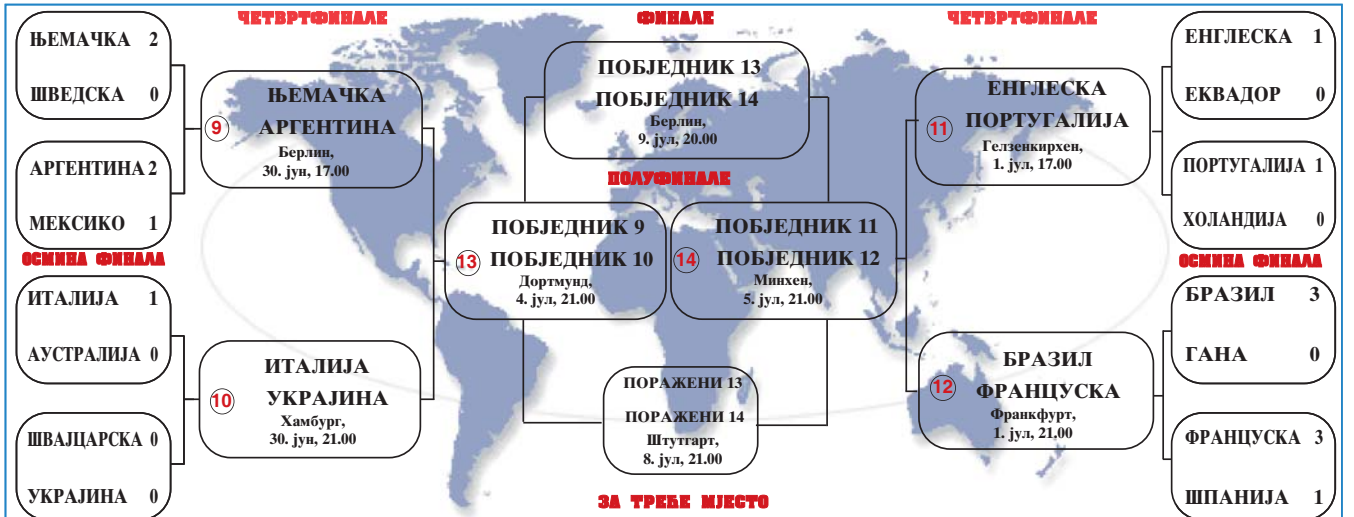 ЧЕТВРТФИНАЛЕ
ФИНАЛЕ
ЧЕТВРТФИНАЛЕ
ЊЕМАЧКА 2
ШВЕДСКА 0
АРГЕНТИНА 2
МЕКСИКО 1
ОСМИНА ФИНАЛА
ИТАЛИЈА 1
АУСТРАЛИЈА 0
ШВАЈЦАРСКА 0
УКРАЈИНА 0
9
ЊЕМАЧКА
АРГЕНТИНА
Берлин,
30. јун, 17.00
10
ИТАЛИЈА
УКРАЈИНА
Хамбург,
30. јун, 21.00
ПОБЈЕДНИК 13
ПОБЈЕДНИК 14
Берлин,
9. јул, 20.00
ПОЛУФИНАЛЕ
13
ПОБЈЕДНИК 9
ПОБЈЕДНИК 10
Дортмунд,
4. јул, 21.00
14
ПОБЈЕДНИК 11
ПОБЈЕДНИК 12
Минхен,
5. јул, 21.00
ПОРАЖЕНИ 13
ПОРАЖЕНИ 14
Штутгарт,
8. јул, 21.00
ЗА ТРЕЋЕ МЈЕСТО
11
ЕНГЛЕСКА
ПОРТУГАЛИЈА
Гелзенкирхен,
1. јул, 17.00
12
БРАЗИЛ
ФРАНЦУСКА
Франкфурт,
1. јул, 21,00
ЕНГЛЕСКА 1
ЕКВАДОР 0
ПОРТУГАЛИЈА 1
ХОЛАНДИЈА 0
ОСМИНА ФИНАЛА
БРАЗИЛ 3
ГАНА 0
ФРАНЦУСКА 3
ШПАНИЈА 1